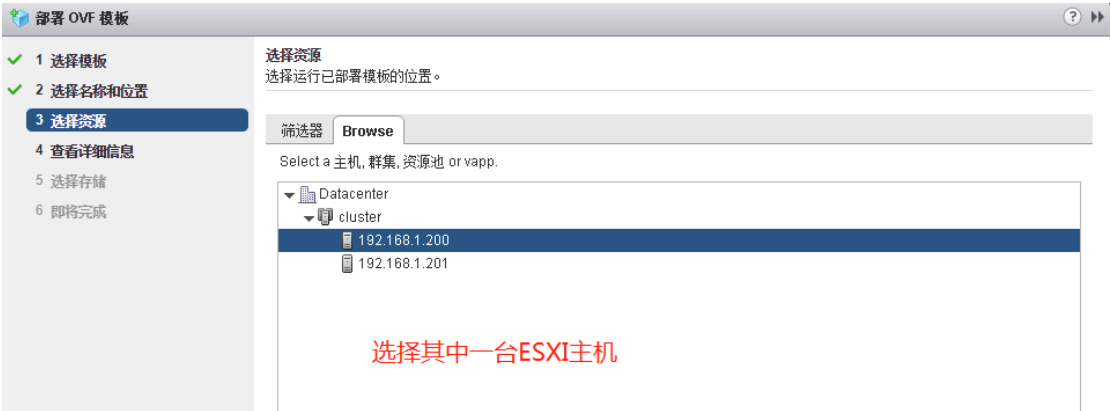 部署 OVF 模板
1 选择模板
2 选择名称和位置
3 选择资源
4 查看详细信息
5 选择存储
6 即将完成
选择资源
选择运行已部署模板的位置。
筛选器 Browse
Select a 主机, 群集, 资源池 or vapp.
Datacenter
cluster
192.168.1.200
192.168.1.201
选择其中一台ESXI主机